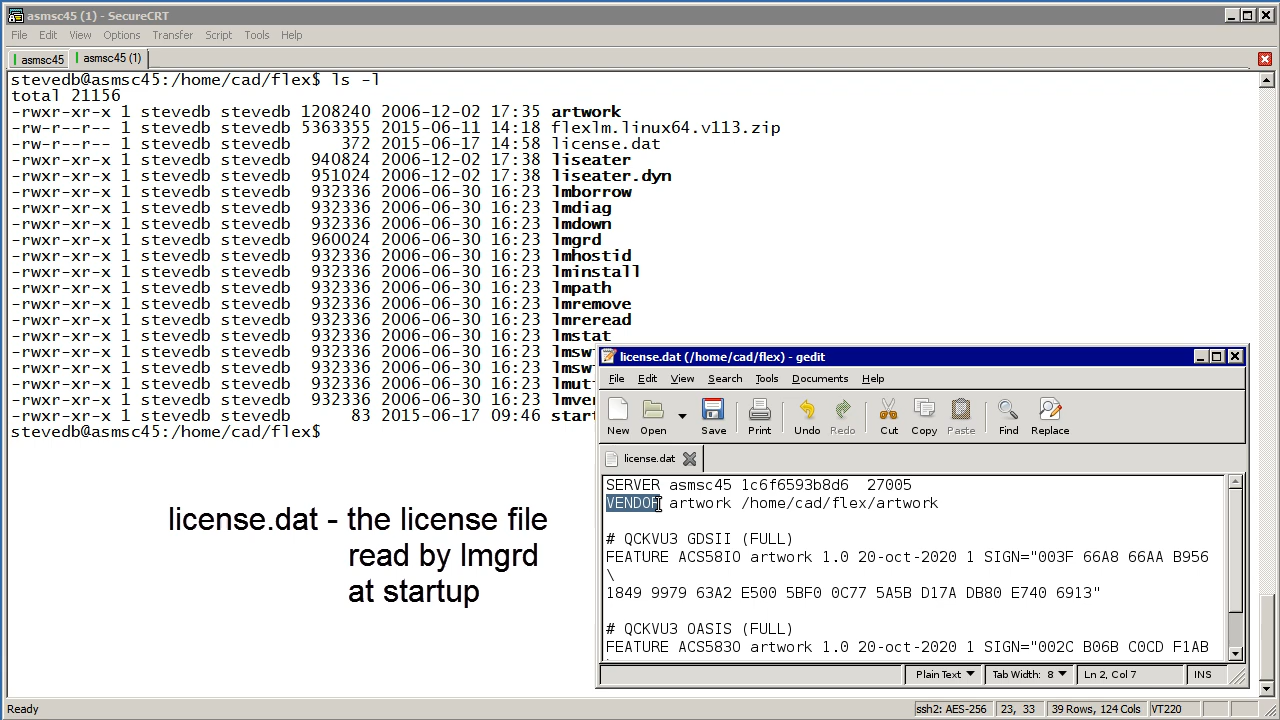 asmsc45 (1) - SecureCRT
File Edit View Options Transfer Script Tools Help
asmsc45 asmsc45 (1)
stevedb@asmsc45:/home/cad/flex$ ls -l
total 21156
-rwxr-xr-x 1 stevedb stevedb 1208240 2006-12-02 17:35 artwork
-rw-r--r-- 1 stevedb stevedb 5363355 2015-06-11 14:18 flexlm.linux64.v113.zip
-rw-r--r-- 1 stevedb stevedb 372 2015-06-17 14:58 license.dat
-rwxr-xr-x 1 stevedb stevedb 940824 2006-12-02 17:38 liseater
-rwxr-xr-x 1 stevedb stevedb 951024 2006-12-02 17:38 liseater.dyn
-rwxr-xr-x 1 stevedb stevedb 932336 2006-06-30 16:23 lmborrow
-rwxr-xr-x 1 stevedb stevedb 932336 2006-06-30 16:23 lmdiag
-rwxr-xr-x 1 stevedb stevedb 932336 2006-06-30 16:23 lmdown
-rwxr-xr-x 1 stevedb stevedb 960024 2006-06-30 16:23 lmgrd
-rwxr-xr-x 1 stevedb stevedb 932336 2006-06-30 16:23 lmhostid
-rwxr-xr-x 1 stevedb stevedb 932336 2006-06-30 16:23 lminstall
-rwxr-xr-x 1 stevedb stevedb 932336 2006-06-30 16:23 lmpath
-rwxr-xr-x 1 stevedb stevedb 932336 2006-06-30 16:23 lmremove
-rwxr-xr-x 1 stevedb stevedb 932336 2006-06-30 16:23 lmreread
-rwxr-xr-x 1 stevedb stevedb 932336 2006-06-30 16:23 lmstat
-rwxr-xr-x 1 stevedb stevedb 932336 2006-06-30 16:23 lmsw
-rwxr-xr-x 1 stevedb stevedb 932336 2006-06-30 16:23 lmsw
-rwxr-xr-x 1 stevedb stevedb 932336 2006-06-30 16:23 lmut
-rwxr-xr-x 1 stevedb stevedb 932336 2006-06-30 16:23 lmver
-rwxr-xr-x 1 stevedb stevedb 83 2015-06-17 09:46 start
stevedb@asmsc45:/home/cad/flex$
license.dat - the license file
read by lmgrd
at startup
license.dat (/home/cad/flex) - gedit
File Edit View Search Tools Documents Help
New Open Save Print Undo Redo Cut Copy Paste Find Replace
license.dat
SERVER asmsc45 1c6f6593b8d6 27005
VENDOR artwork /home/cad/flex/artwork
# QCKVU3 GDSII (FULL)
FEATURE ACS58IO artwork 1.0 20-oct-2020 1 SIGN="003F 66A8 66AA B956
\
1849 9979 63A2 E500 5BF0 0C77 5A5B D17A DB80 E740 6913"
# QCKVU3 OASIS (FULL)
FEATURE ACS583O artwork 1.0 20-oct-2020 1 SIGN="002C B06B C0CD F1AB
Plain Text Tab Width: 8 Ln 2, Col 7 INS
Ready ssh2: AES-256 23, 33 39 Rows, 124 Cols VT220